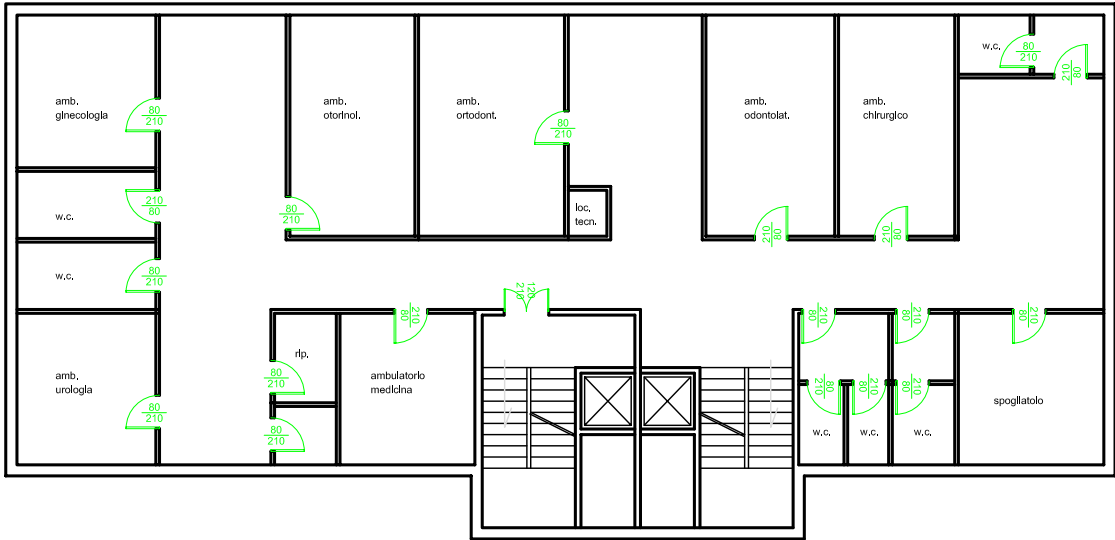 w.c.
80
210
210
80
amb.
ginecologia
80
210
amb.
otorinol.
amb.
ortodont.
80
210
amb.
odontoiat.
amb.
chirurgico
w.c.
210
80
80
210
loc.
tecn.
210
80
210
80
w.c.
80
210
120
210
210
80
210
80
210
80
210
80
amb.
urologia
80
210
rip.
80
210
80
210
ambulatorio
medicina
80
210
80
210
80
210
w.c.
w.c.
w.c.
spogliatoio